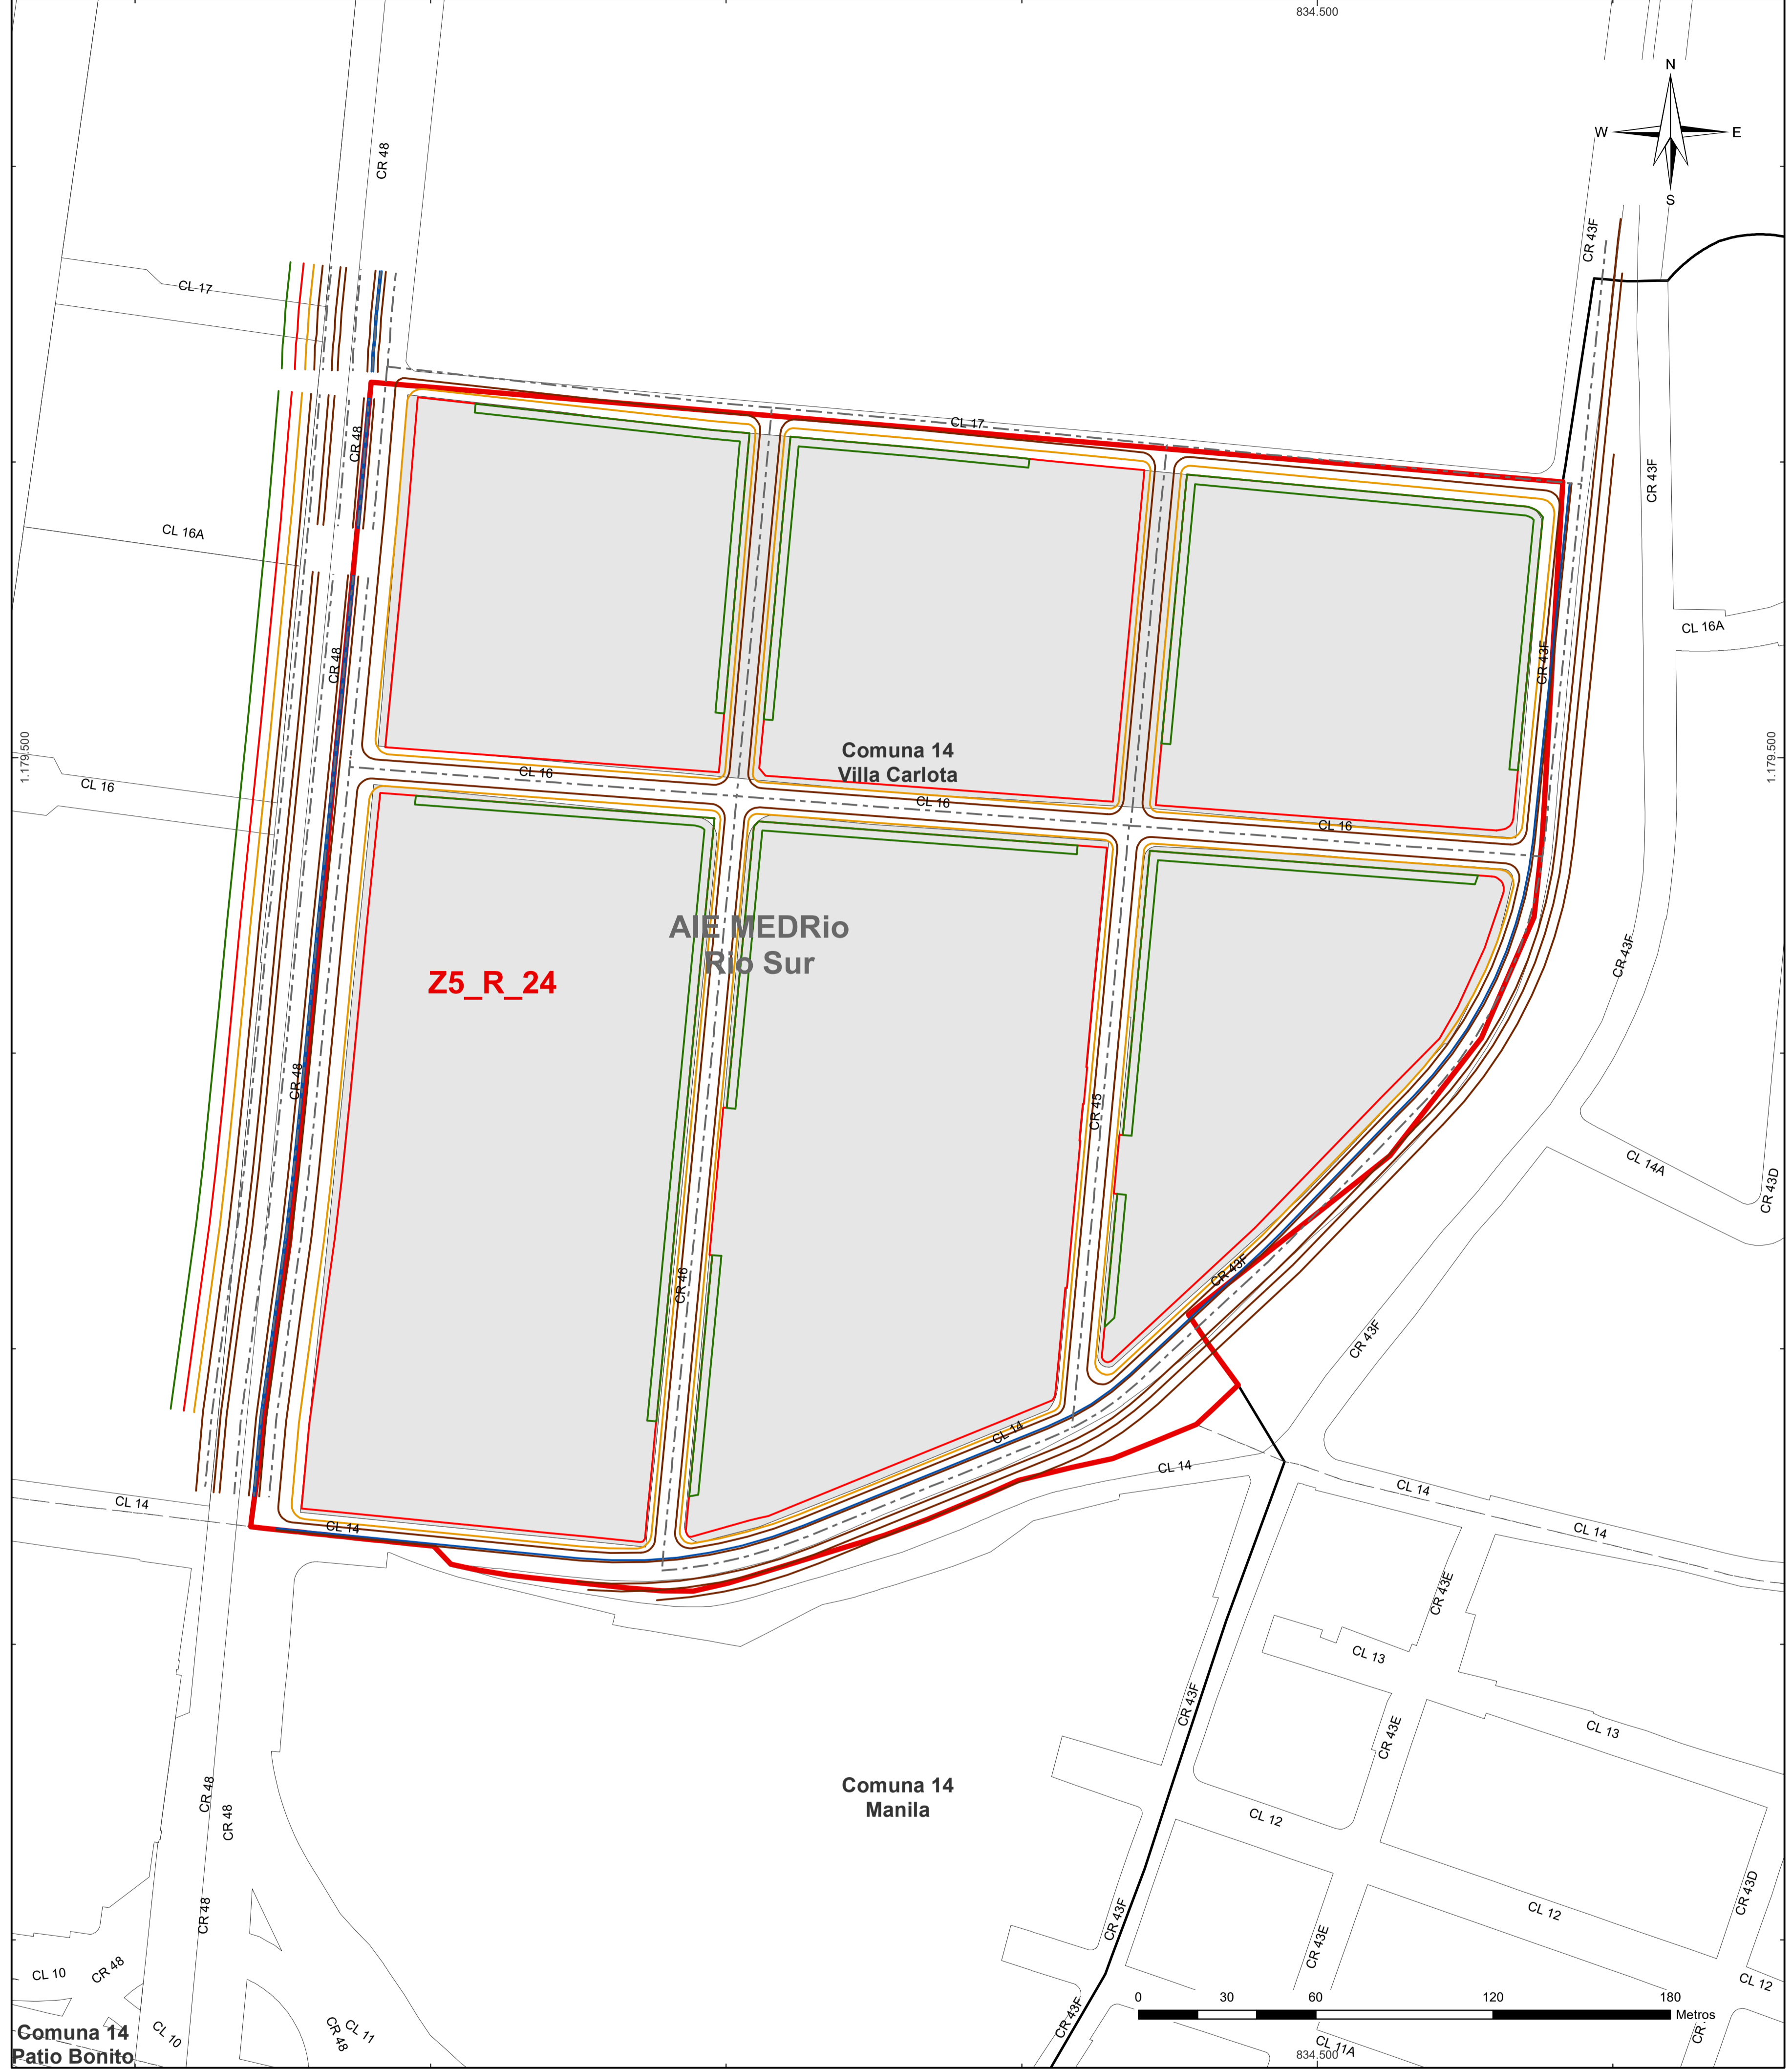 834.500
N
W
E
S
CR 48
CR 43F
CL 17
CL 17
CR 48
CR 43F
CL 16A
CL 16A
CR 48
CR 43F
1.179.500
Comuna 14
Villa Carlota
1.179.500
CL 16
CL 16
CL 16
CL 16
AIE MEDRio
Rio Sur
Z5_R_24
CR 43F
CR 48
CR 45
CL 14A
CR 43D
CR 46
CR 43F
CR 43F
CL 14
CL 14
CL 14
CL 14
CL 14
CL 14
CR 43E
CL 13
CR 43F
CR 43E
CL 13
Comuna 14
Manila
CR 48
CR 48
CL 12
CR 48
CR 43F
CR 43E
CL 12
CR 43D
CL 10
CR 48
CL 12
0 30 60 120 180
Metros
CR 43F
CR
Comuna 14
Patio Bonito
CL 10
CR 48
CL 11
CL 11A
834.500